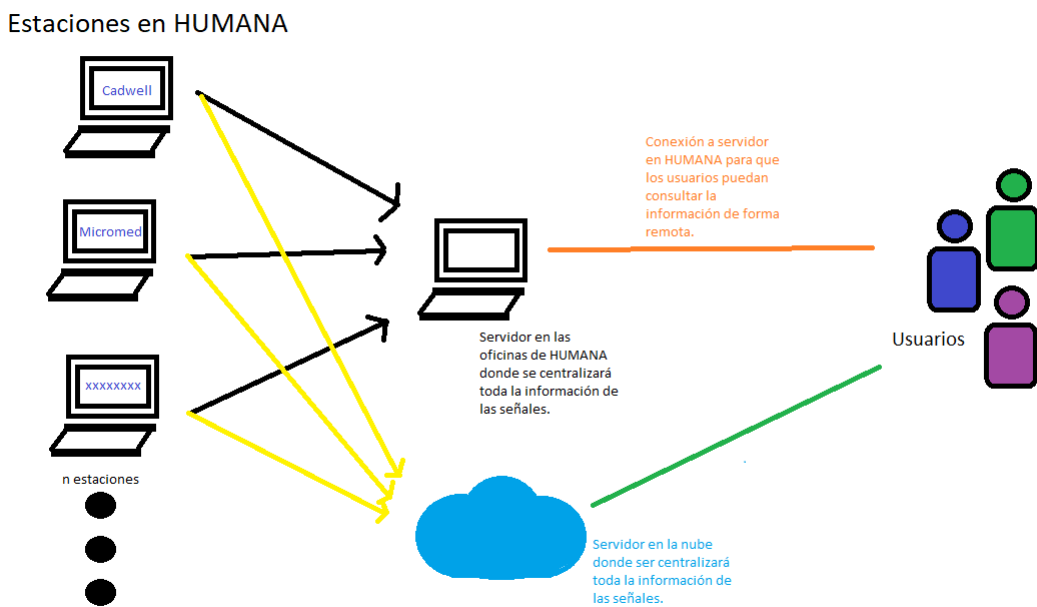 Estaciones en HUMANA
Cadwell
Micromed
xxxxxxxx
n estaciones
Conexión a servidor
en HUMANA para que
los usuarios puedan
consultar la
información de forma
remota.
Servidor en las
oficinas de HUMANA
donde se centralizará
toda la información de
las señales.
Usuarios
Servidor en la nube
donde ser centralizará
toda la información de
las señales.